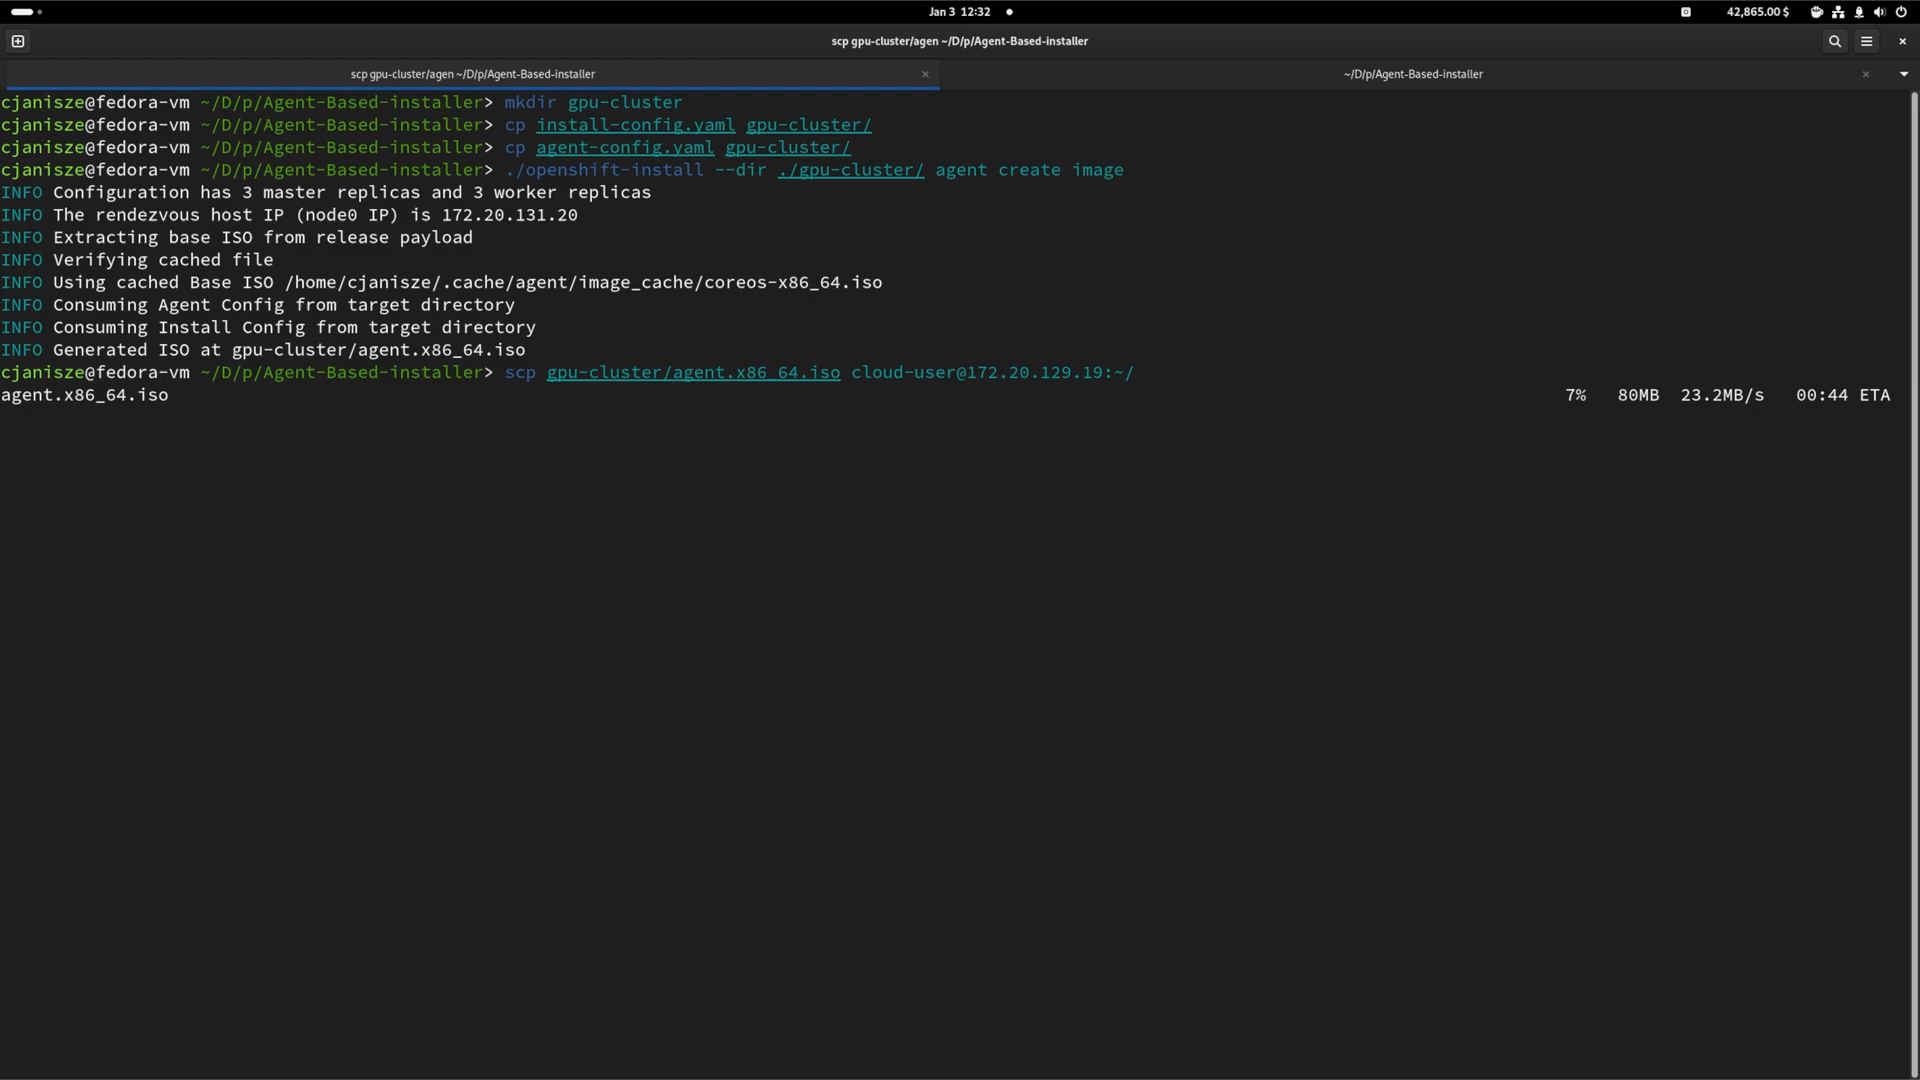 Jan 3 12:32
42,865.00 $
scp gpu-cluster/agen ~/D/p/Agent-Based-installer
scp gpu-cluster/agen ~/D/p/Agent-Based-installer
~/D/p/Agent-Based-installer
cjanisze@fedora-vm ~/D/p/Agent-Based-installer> mkdir gpu-cluster
cjanisze@fedora-vm ~/D/p/Agent-Based-installer> cp install-config.yaml gpu-cluster/
cjanisze@fedora-vm ~/D/p/Agent-Based-installer> cp agent-config.yaml gpu-cluster/
cjanisze@fedora-vm ~/D/p/Agent-Based-installer> ./openshift-install --dir ./gpu-cluster/ agent create image
INFO Configuration has 3 master replicas and 3 worker replicas
INFO The rendezvous host IP (node0 IP) is 172.20.131.20
INFO Extracting base ISO from release payload
INFO Verifying cached file
INFO Using cached Base ISO /home/cjanisze/.cache/agent/image_cache/coreos-x86_64.iso
INFO Consuming Agent Config from target directory
INFO Consuming Install Config from target directory
INFO Generated ISO at gpu-cluster/agent.x86_64.iso
cjanisze@fedora-vm ~/D/p/Agent-Based-installer> scp gpu-cluster/agent.x86_64.iso cloud-user@172.20.129.19:~/
agent.x86_64.iso 7% 80MB 23.2MB/s 00:44 ETA